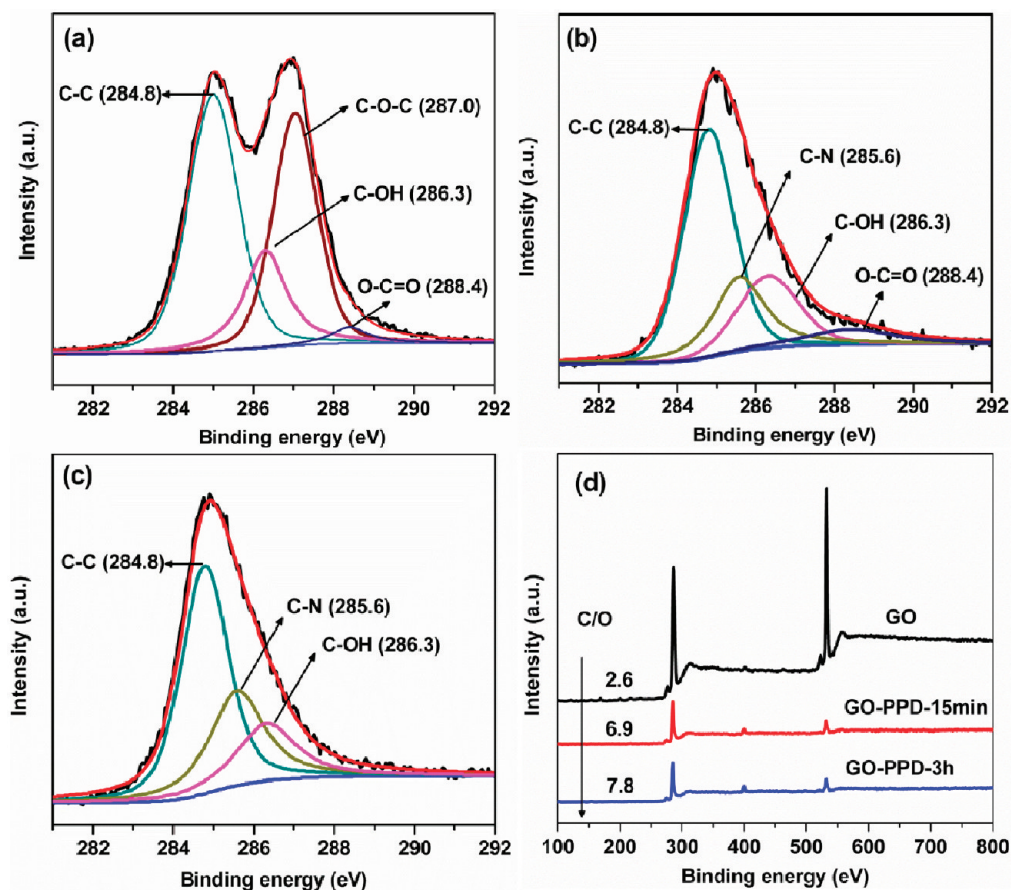 (a)
C-C (284.8)
C-O-C (287.0)
C-OH (286.3)
O-C=O (288.4)
Intensity (a.u.)
282 284 286 288 290 292
Binding energy (eV)
(b)
C-C (284.8)
C-N (285.6)
C-OH (286.3)
O-C=O (288.4)
Intensity (a.u.)
282 284 286 288 290 292
Binding energy (eV)
(c)
C-C (284.8)
C-N (285.6)
C-OH (286.3)
Intensity (a.u.)
282 284 286 288 290 292
Binding energy (eV)
(d)
C/O
GO
2.6
GO-PPD-15min
6.9
GO-PPD-3h
7.8
Intensity (a.u.)
100 200 300 400 500 600 700 800
Binding energy (eV)